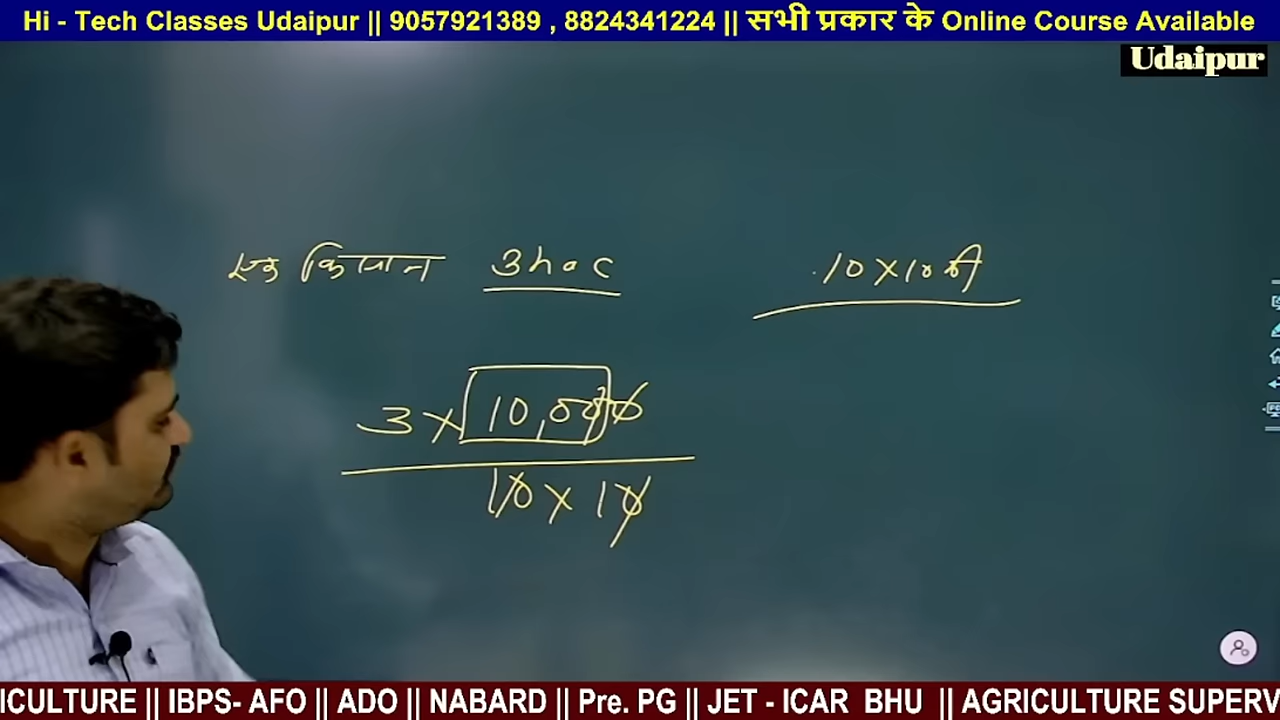 Hi - Tech Classes Udaipur || 9057921389 , 8824341224 || सभी प्रकार के Online Course Available
Udaipur
एक किसान 3hac 10×10मी
3 × 10,000
10 × 10
ICULTURE || IBPS- AFO || ADO || NABARD || Pre. PG || JET - ICAR BHU || AGRICULTURE SUPERV